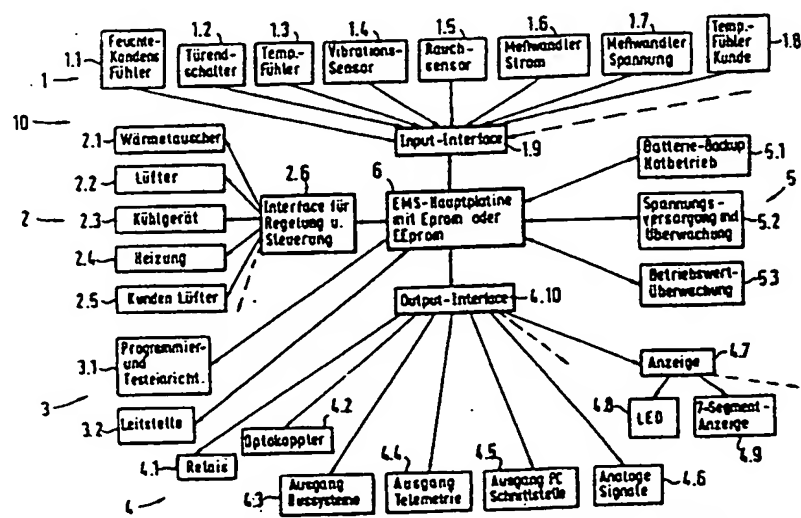 1.1
Feuchte-
Kondens
Fühler
1.2
Türend-
schalter
1.3
Temp.-
Fühler
1.4
Vibrations-
Sensor
1.5
Rauch-
sensor
1.6
Meßwandler
Strom
1.7
Meßwandler
Spannung
Temp.-
Fühler
Kunde
1.8
1
10
Input-Interface
1.9
2.1
Wärmetauscher
2.2
Lüfter
2
2.3
Kühlgerät
2.4
Heizung
2.5
Kunden Lüfter
2.6
Interface für
Regelung u.
Steuerung
6
EMS-Hauptplatine
mit Eprom oder
EEprom
Batterie-Backup
Notbetrieb
5.1
Spannungs-
versorgung und
Überwachung
5.2
5
Betriebswert-
Überwachung
5.3
Output-Interface
4.10
3.1
Programmier-
und
Testeinricht.
3
3.2
Leitstelle
4.1
Relais
4
4.2
Optokoppler
4.3
Ausgang
Bussysteme
4.4
Ausgang
Telemetrie
4.5
Ausgang PC
Schnittstelle
Analoge
Signale
4.6
Anzeige
4.7
4.8
LED
7-Segment-
Anzeige
4.9